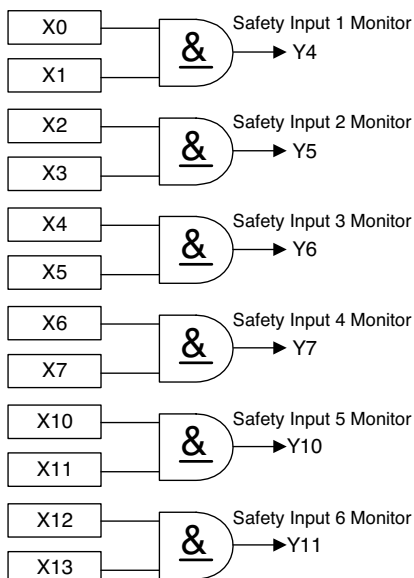 X0
Safety Input 1 Monitor
&
Y4
X1
X2
Safety Input 2 Monitor
&
Y5
X3
X4
Safety Input 3 Monitor
&
Y6
X5
X6
Safety Input 4 Monitor
&
Y7
X7
X10
Safety Input 5 Monitor
&
Y10
X11
X12
Safety Input 6 Monitor
&
Y11
X13